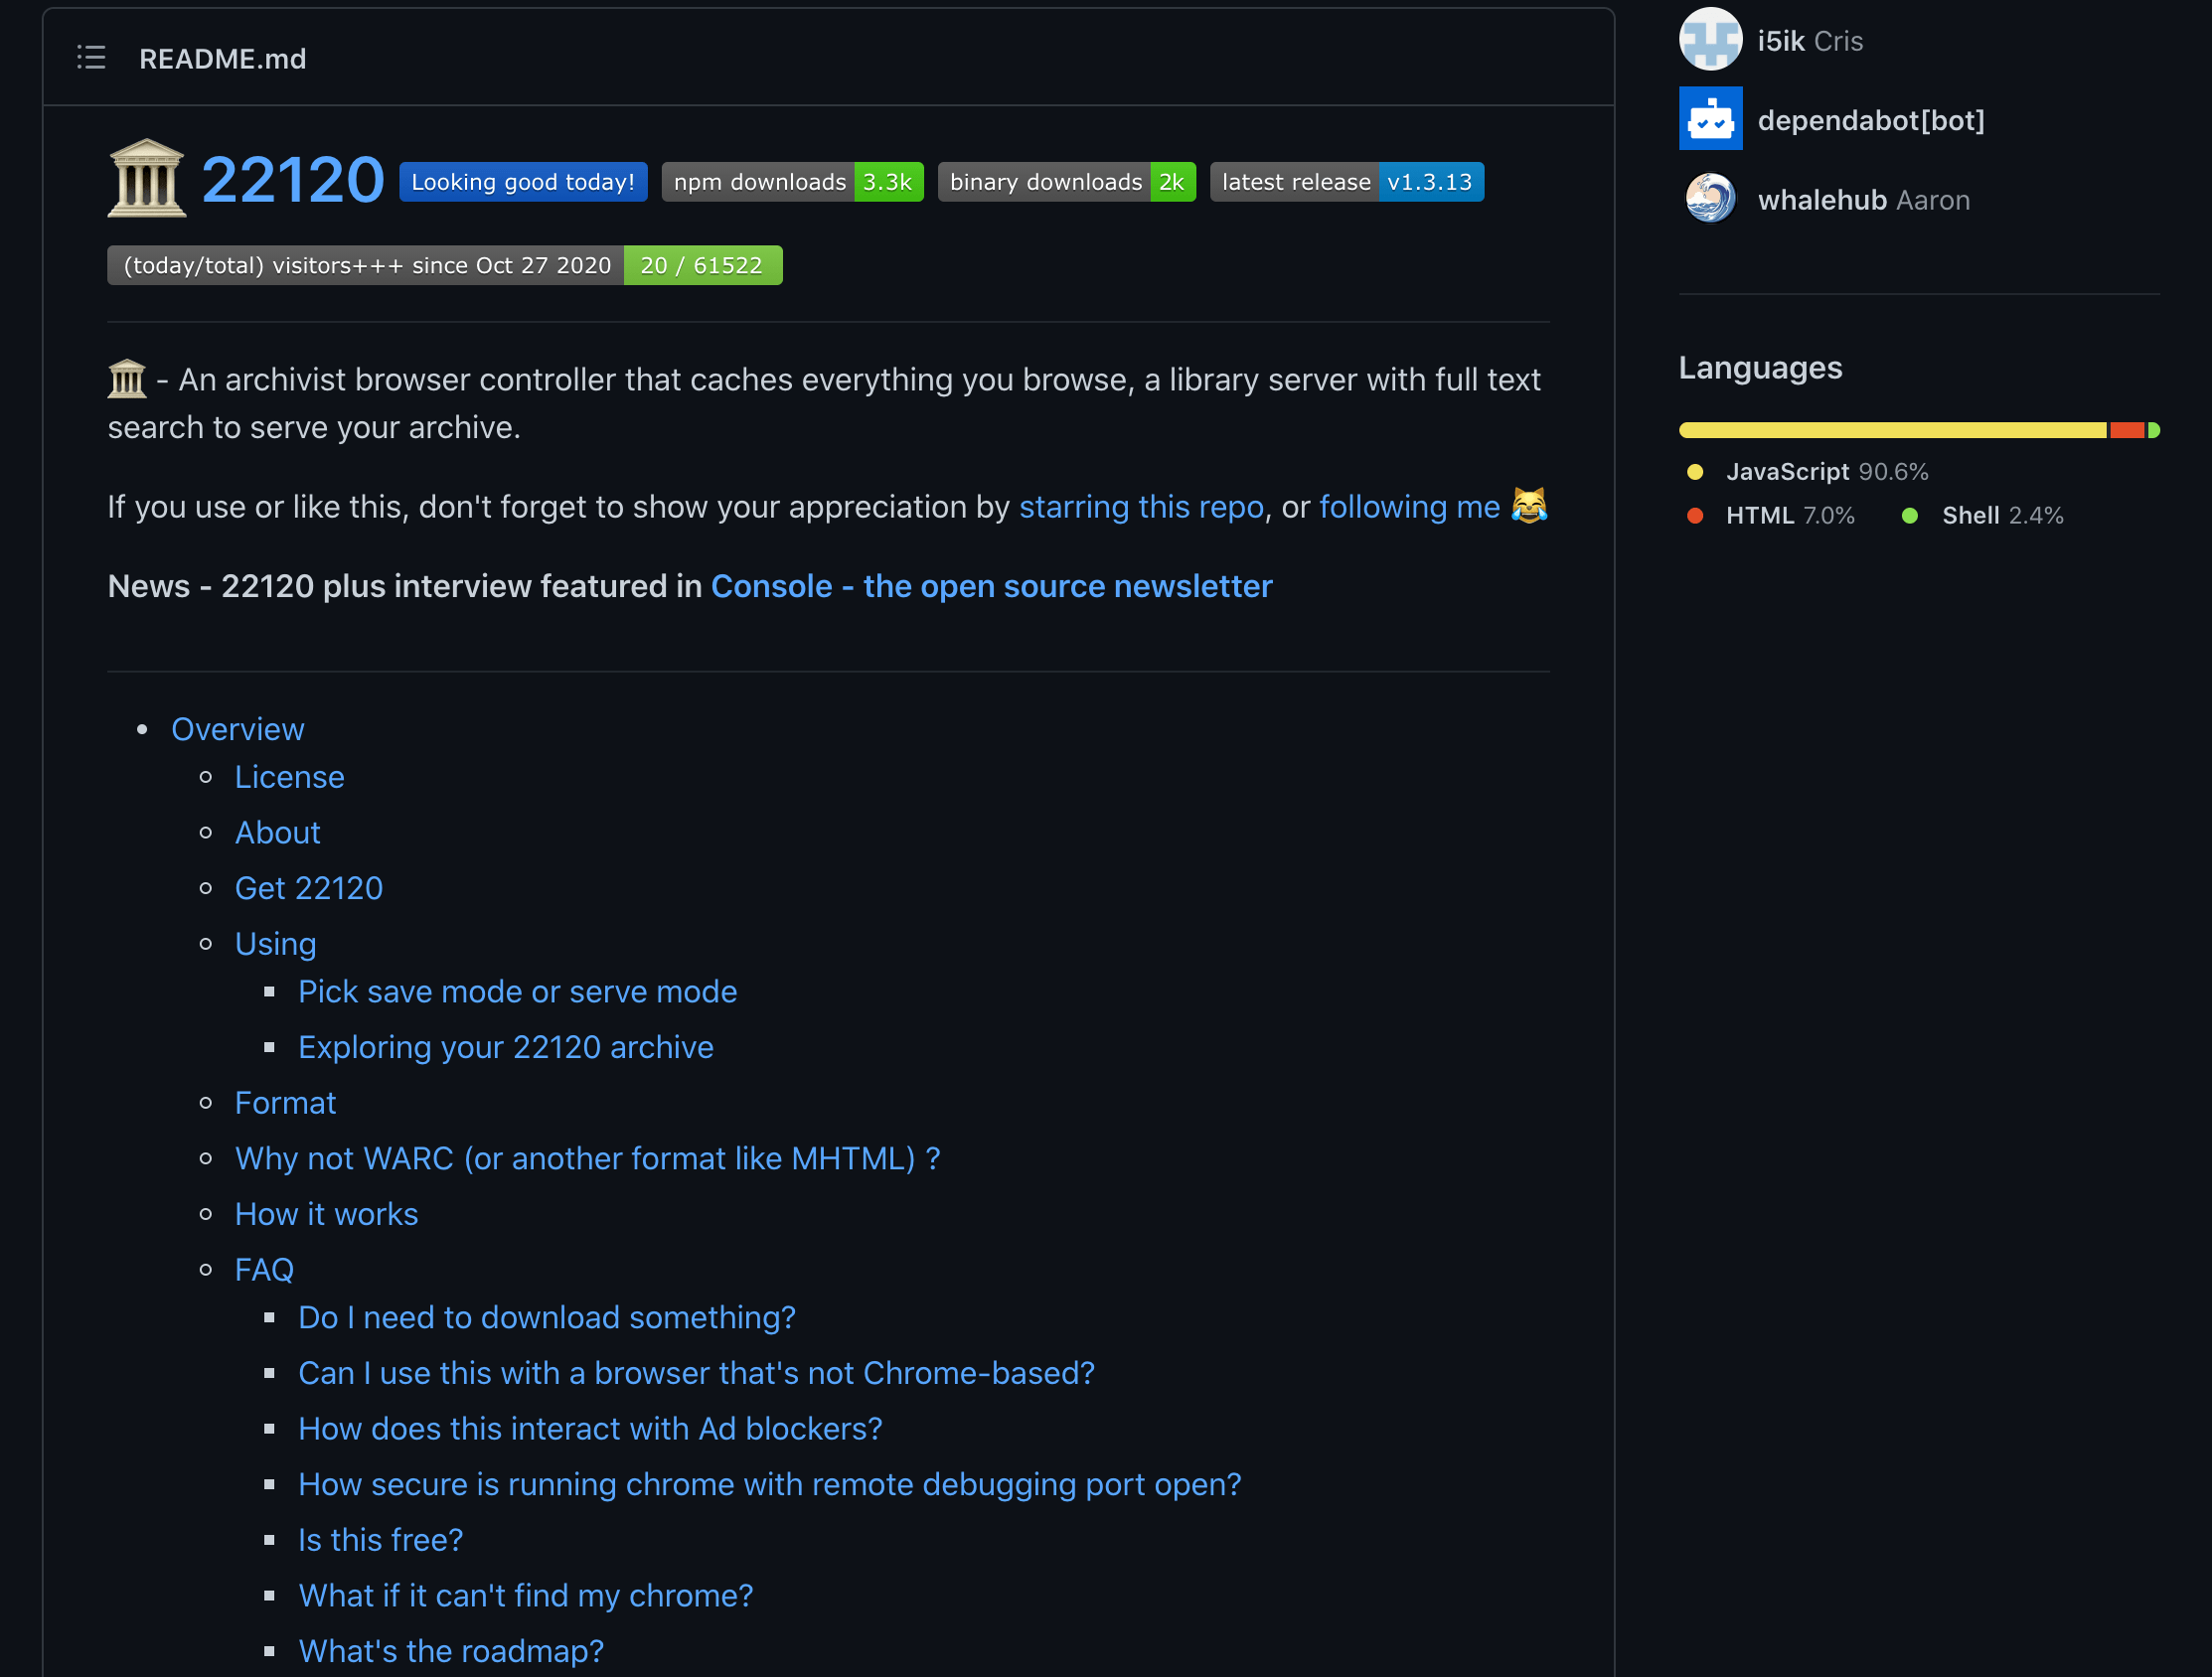 README.md
22120 Looking good today! npm downloads 3.3k binary downloads 2k latest release v1.3.13
(today/total) visitors+++ since Oct 27 2020 20 / 61522
- An archivist browser controller that caches everything you browse, a library server with full text
search to serve your archive.
If you use or like this, don't forget to show your appreciation by starring this repo, or following me
News - 22120 plus interview featured in Console - the open source newsletter
Overview
License
About
Get 22120
Using
Pick save mode or serve mode
Exploring your 22120 archive
Format
Why not WARC (or another format like MHTML) ?
How it works
FAQ
Do I need to download something?
Can I use this with a browser that's not Chrome-based?
How does this interact with Ad blockers?
How secure is running chrome with remote debugging port open?
Is this free?
What if it can't find my chrome?
What's the roadmap?
i5ik Cris
dependabot[bot]
whalehub Aaron
Languages
JavaScript 90.6%
HTML 7.0% Shell 2.4%